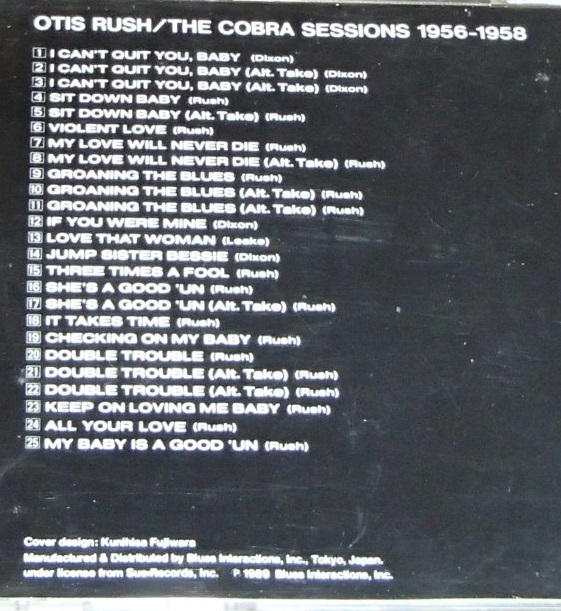 OTIS RUSH/THE COBRA SESSIONS 1956-1958
1 I CAN'T QUIT YOU, BABY (Dixon)
2 I CAN'T QUIT YOU, BABY (Alt. Take) (Dixon)
3 I CAN'T QUIT YOU, BABY (Alt. Take) (Dixon)
4 SIT DOWN BABY (Rush)
5 SIT DOWN BABY (Alt. Take) (Rush)
6 VIOLENT LOVE (Rush)
7 MY LOVE WILL NEVER DIE (Rush)
8 MY LOVE WILL NEVER DIE (Alt. Take) (Rush)
9 GROANING THE BLUES (Rush)
10 GROANING THE BLUES (Alt. Take) (Rush)
11 GROANING THE BLUES (Alt. Take) (Rush)
12 IF YOU WERE MINE (Dixon)
13 LOVE THAT WOMAN (Leake)
14 JUMP SISTER BESSIE (Dixon)
15 THREE TIMES A FOOL (Rush)
16 SHE'S A GOOD 'UN (Rush)
17 SHE'S A GOOD 'UN (Alt. Take) (Rush)
18 IT TAKES TIME (Rush)
19 CHECKING ON MY BABY (Rush)
20 DOUBLE TROUBLE (Rush)
21 DOUBLE TROUBLE (Alt. Take) (Rush)
22 DOUBLE TROUBLE (Alt. Take) (Rush)
23 KEEP ON LOVING ME BABY (Rush)
24 ALL YOUR LOVE (Rush)
25 MY BABY IS A GOOD 'UN (Rush)
Cover design: Kunihisa Fujiwara
Manufactured & Distributed by Blues Interactions, Inc., Tokyo, Japan.
under license from Sue-Records, Inc. ℗ 1989 Blues Interactions, Inc.